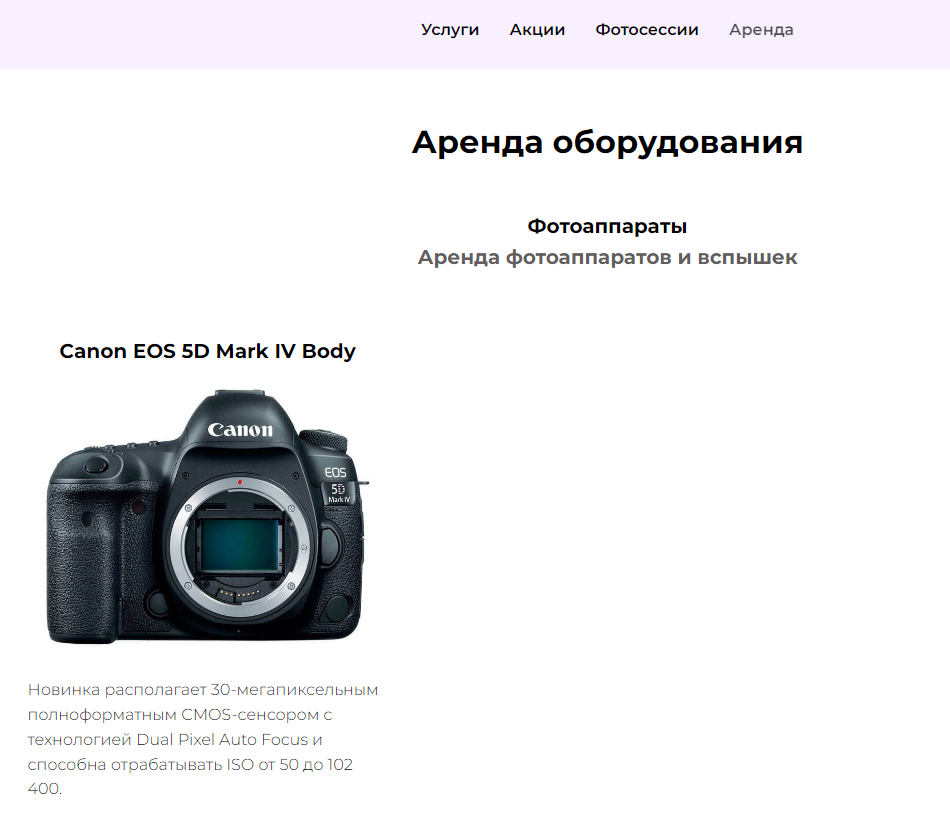 Услуги Акции Фотосессии Аренда
Аренда оборудования
Фотоаппараты
Аренда фотоаппаратов и вспышек
Canon EOS 5D Mark IV Body
Canon
EOS
5D
Mark IV
Новинка располагает 30-мегапиксельным
полноформатным CMOS-сенсором с
технологией Dual Pixel Auto Focus и
способна отрабатывать ISO от 50 до 102
400.